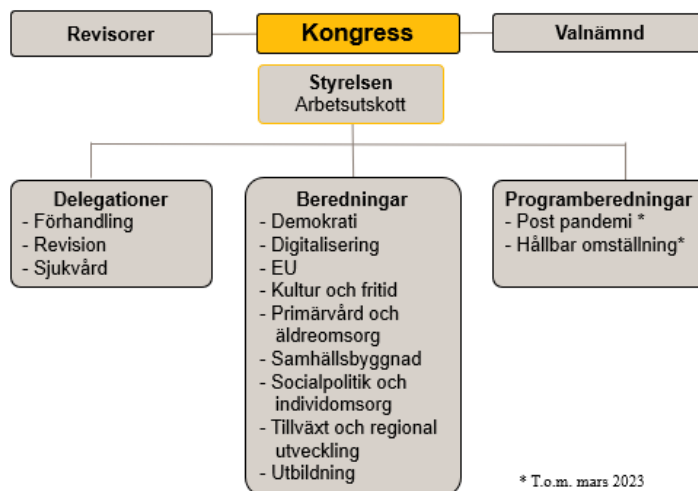 Revisorer
Kongress
Valnämnd
Styrelsen
Arbetsutskott
Delegationer
- Förhandling
- Revision
- Sjukvård
Beredningar
- Demokrati
- Digitalisering
- EU
- Kultur och fritid
- Primärvård och
äldreomsorg
- Samhällsbyggnad
- Socialpolitik och
individomsorg
- Tillväxt och regional
utveckling
- Utbildning
Programberedningar
- Post pandemi *
- Hållbar omställning*
* T.o.m. mars 2023